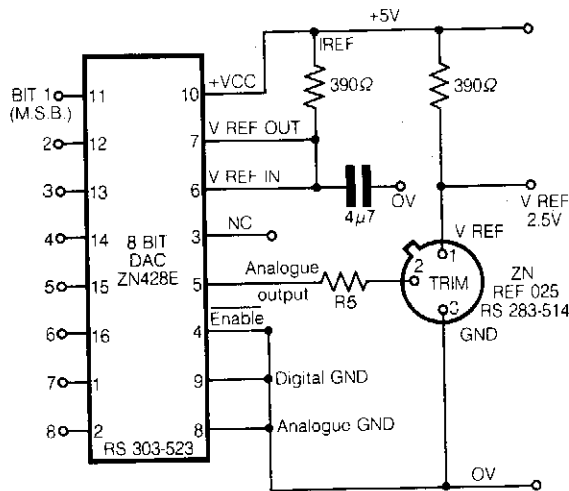 +5V
IREF
390Ω
390Ω
BIT 1
(M.S.B.)
11
10
+VCC
2
12
7
V REF OUT
3
13
6
V REF IN
4µ7
OV
V REF
2.5V
4
14
3
NC
8 BIT
DAC
ZN428E
V REF
1
5
15
5
Analogue
output
R5
2
TRIM
3
ZN
REF 025
RS 283-514
GND
6
16
4
Enable
7
1
9
Digital GND
8
2
8
Analogue GND
RS 303-523
OV